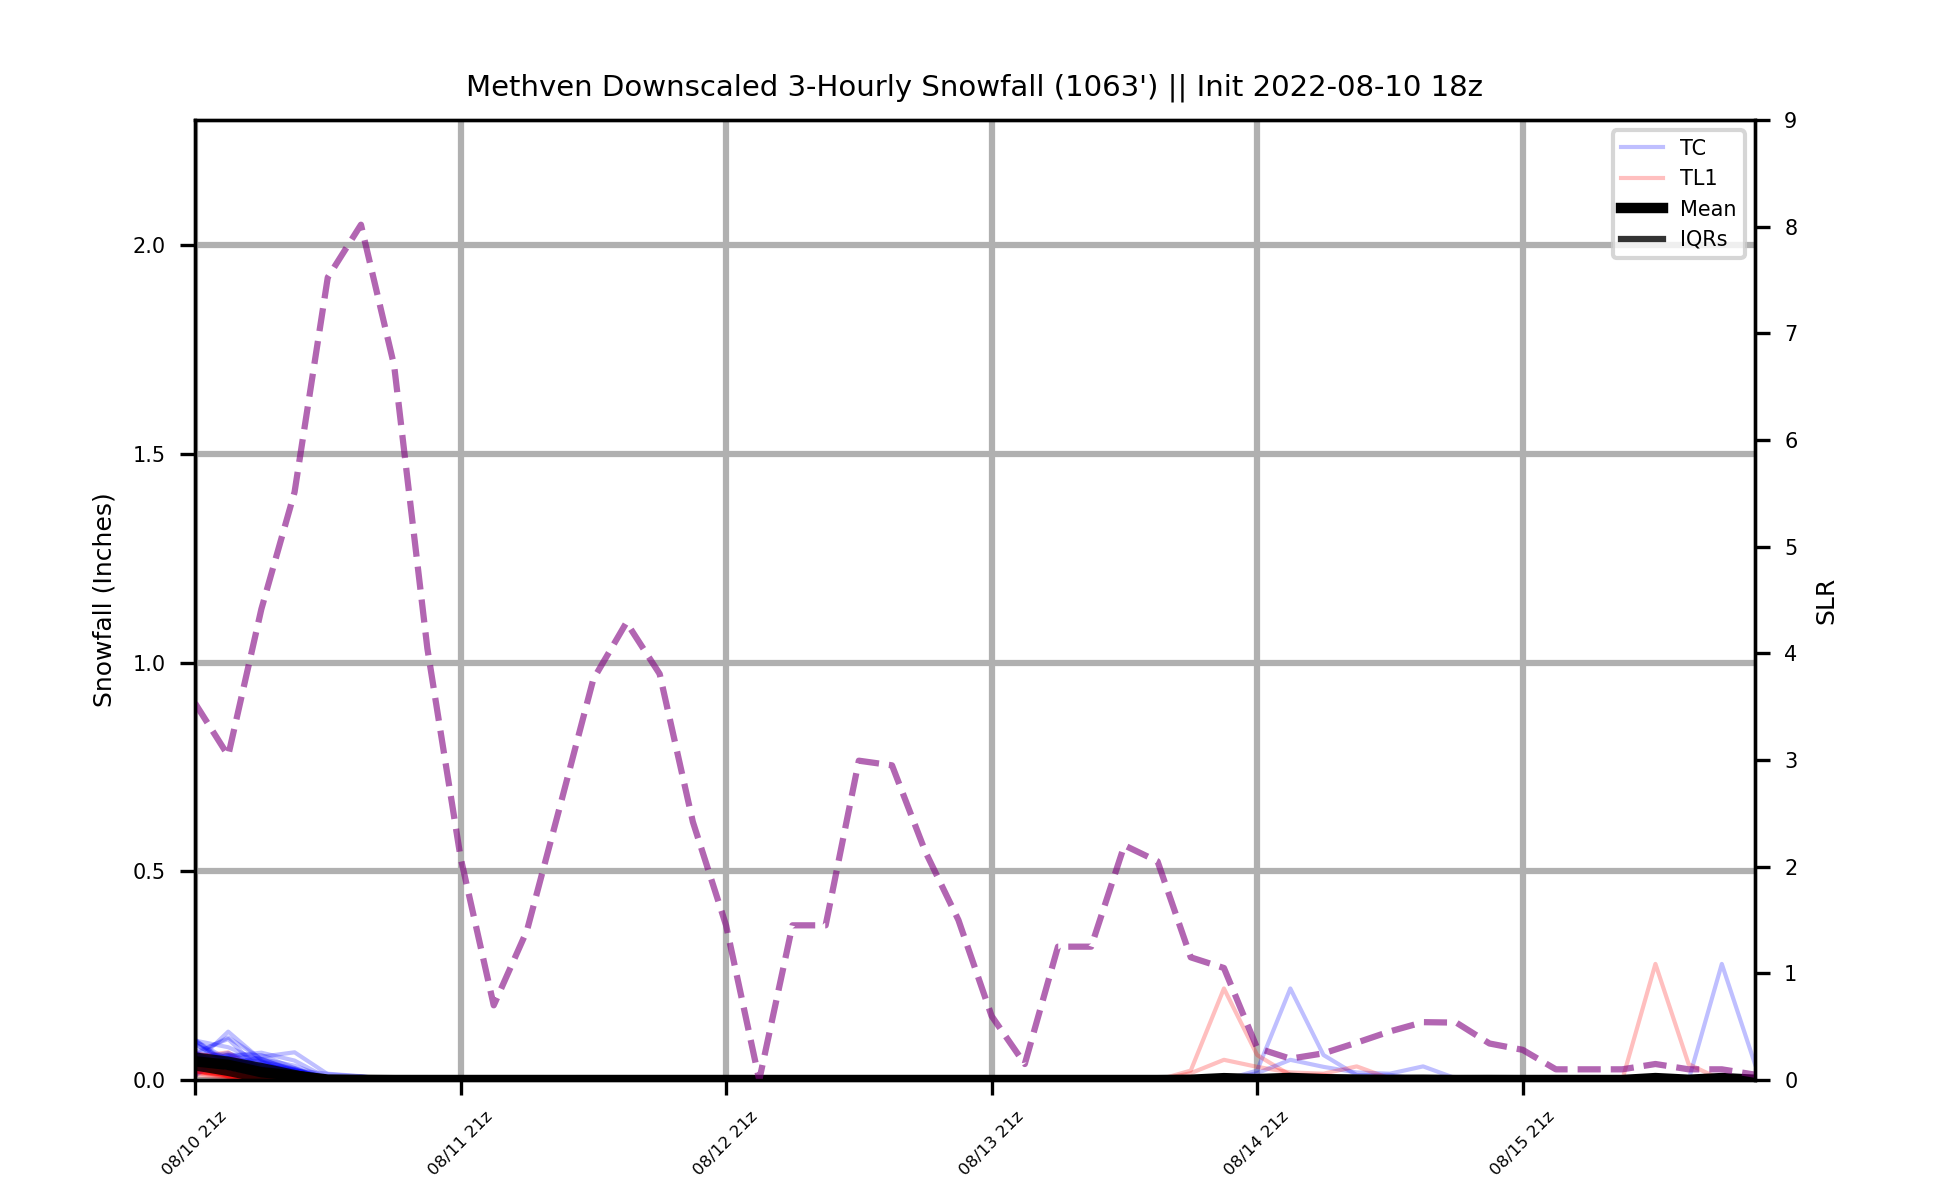 Methven Downscaled 3-Hourly Snowfall (1063') || Init 2022-08-10 18z
TC
TL1
Mean
IQRs
Snowfall (Inches)
2.0
1.5
1.0
0.5
0.0
9
8
7
6
5
4
3
2
1
0
SLR
08/10 21z
08/11 21z
08/12 21z
08/13 21z
08/14 21z
08/15 21z